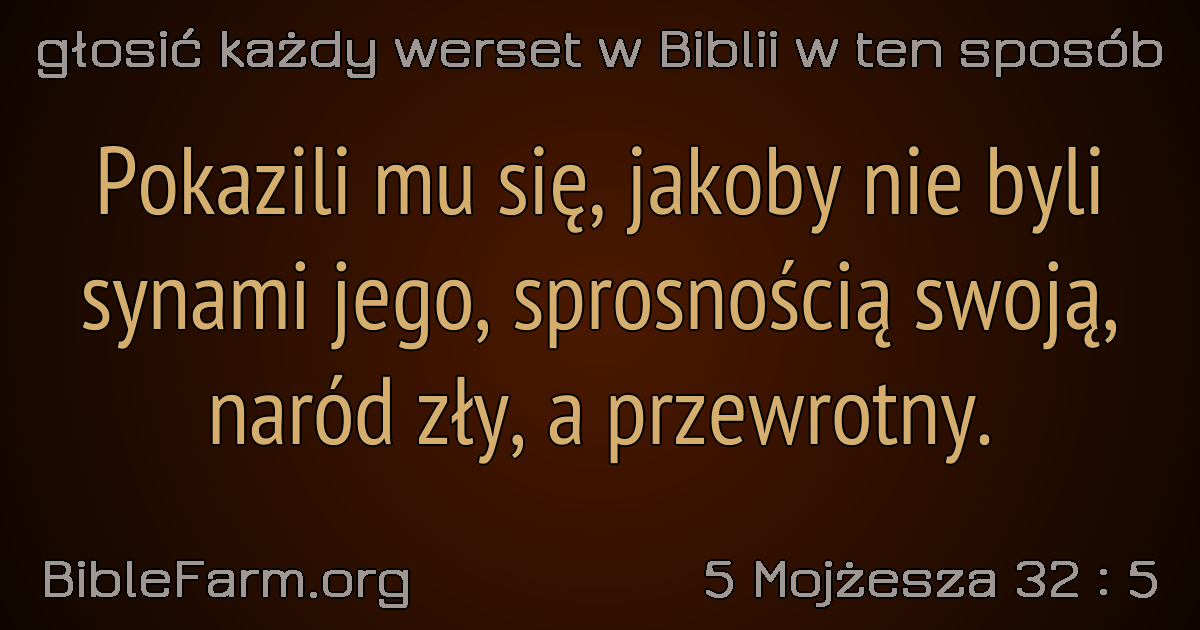 głosić każdy werset w Biblii w ten sposób
Pokazili mu się, jakoby nie byli
synami jego, sprosnością swoją,
naród zły, a przewrotny.
BibleFarm.org
5 Mojżesza 32 : 5